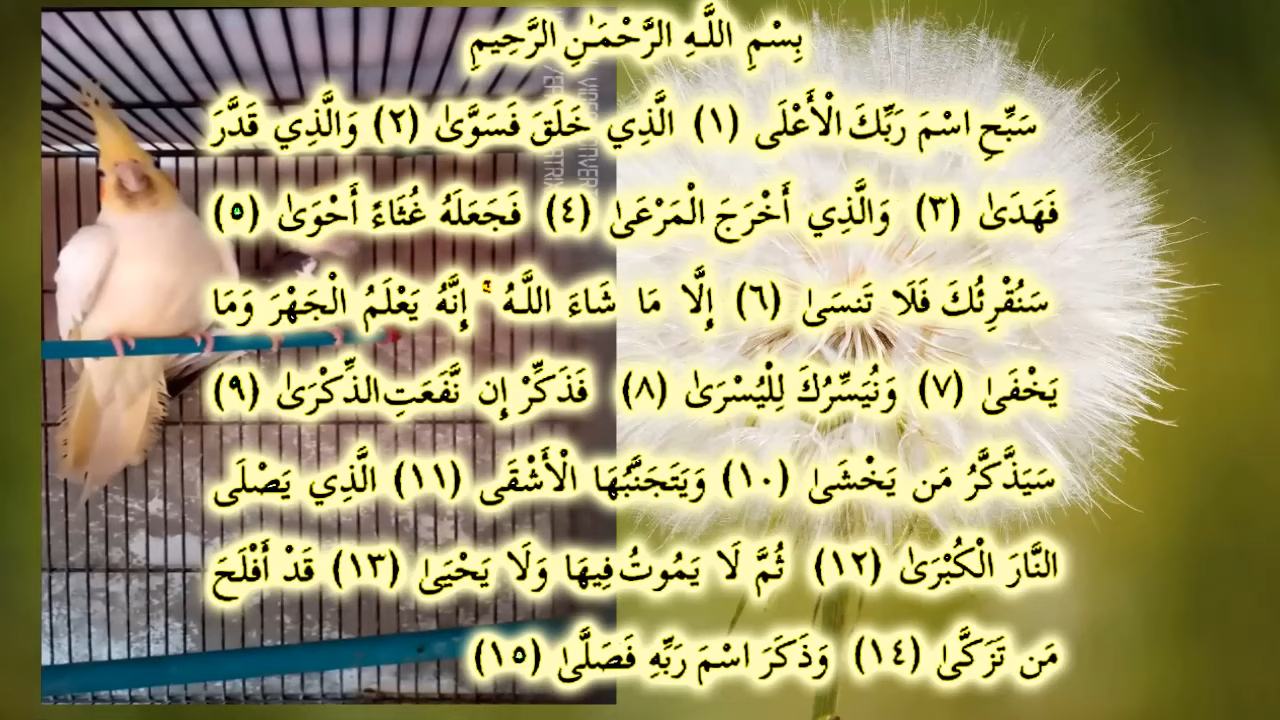 بِسْمِ اللَّـهِ الرَّحْمَـٰنِ الرَّحِيمِ
سَبِّحِ اسْمَ رَبِّكَ الْأَعْلَى ﴿١﴾ الَّذِي خَلَقَ فَسَوَّىٰ ﴿٢﴾ وَالَّذِي قَدَّرَ
فَهَدَىٰ ﴿٣﴾ وَالَّذِي أَخْرَجَ الْمَرْعَىٰ ﴿٤﴾ فَجَعَلَهُ غُثَاءً أَحْوَىٰ ﴿٥﴾
سَنُقْرِئُكَ فَلَا تَنسَىٰ ﴿٦﴾ إِلَّا مَا شَاءَ اللَّـهُ ۚ إِنَّهُ يَعْلَمُ الْجَهْرَ وَمَا
يَخْفَىٰ ﴿٧﴾ وَنُيَسِّرُكَ لِلْيُسْرَىٰ ﴿٨﴾ فَذَكِّرْ إِن نَّفَعَتِ الذِّكْرَىٰ ﴿٩﴾
سَيَذَّكَّرُ مَن يَخْشَىٰ ﴿١٠﴾ وَيَتَجَنَّبُهَا الْأَشْقَى ﴿١١﴾ الَّذِي يَصْلَى
النَّارَ الْكُبْرَىٰ ﴿١٢﴾ ثُمَّ لَا يَمُوتُ فِيهَا وَلَا يَحْيَىٰ ﴿١٣﴾ قَدْ أَفْلَحَ
مَن تَزَكَّىٰ ﴿١٤﴾ وَذَكَرَ اسْمَ رَبِّهِ فَصَلَّىٰ ﴿١٥﴾